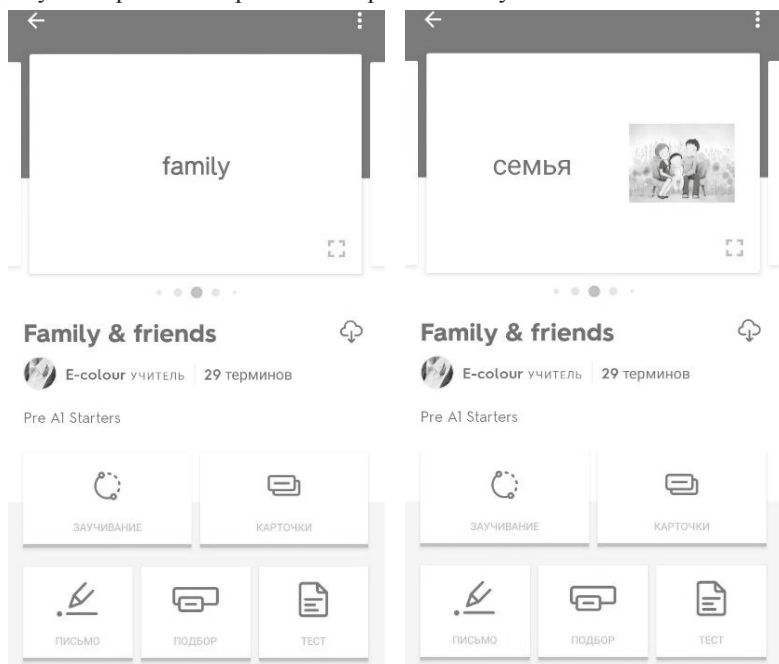 family
Family & friends
E-colour УЧИТЕЛЬ 29 терминов
Pre A1 Starters
ЗАУЧИВАНИЕ
КАРТОЧКИ
ПИСЬМО
ПОДБОР
ТЕСТ
семья
Family & friends
E-colour УЧИТЕЛЬ 29 терминов
Pre A1 Starters
ЗАУЧИВАНИЕ
КАРТОЧКИ
ПИСЬМО
ПОДБОР
ТЕСТ